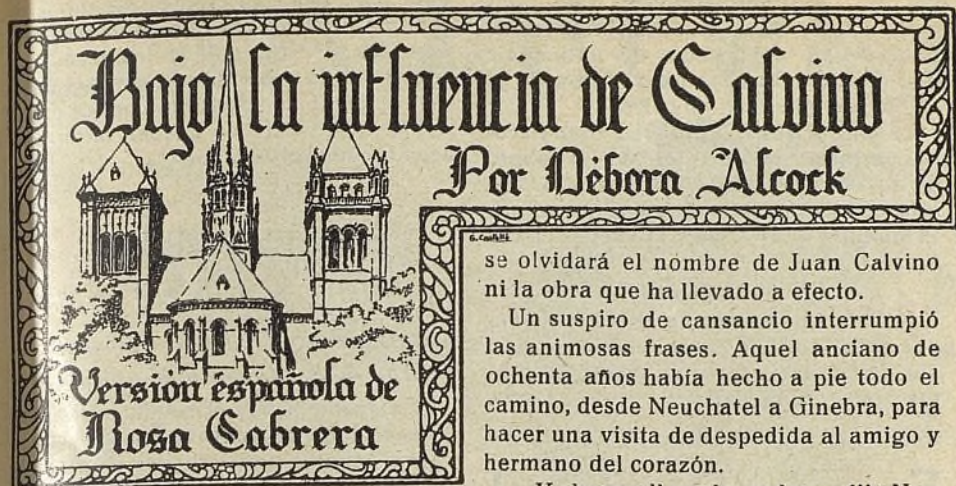 Bajo la influencia de Calvino
Por Débora Alcock
Versión española de
Rosa Cabrera
se olvidará el nombre de Juan Calvino
ni la obra que ha llevado a efecto.
Un suspiro de cansancio interrumpió
las animosas frases. Aquel anciano de
ochenta años había hecho a pie todo el
camino, desde Neuchatel a Ginebra, para
hacer una visita de despedida al amigo y
hermano del corazón.